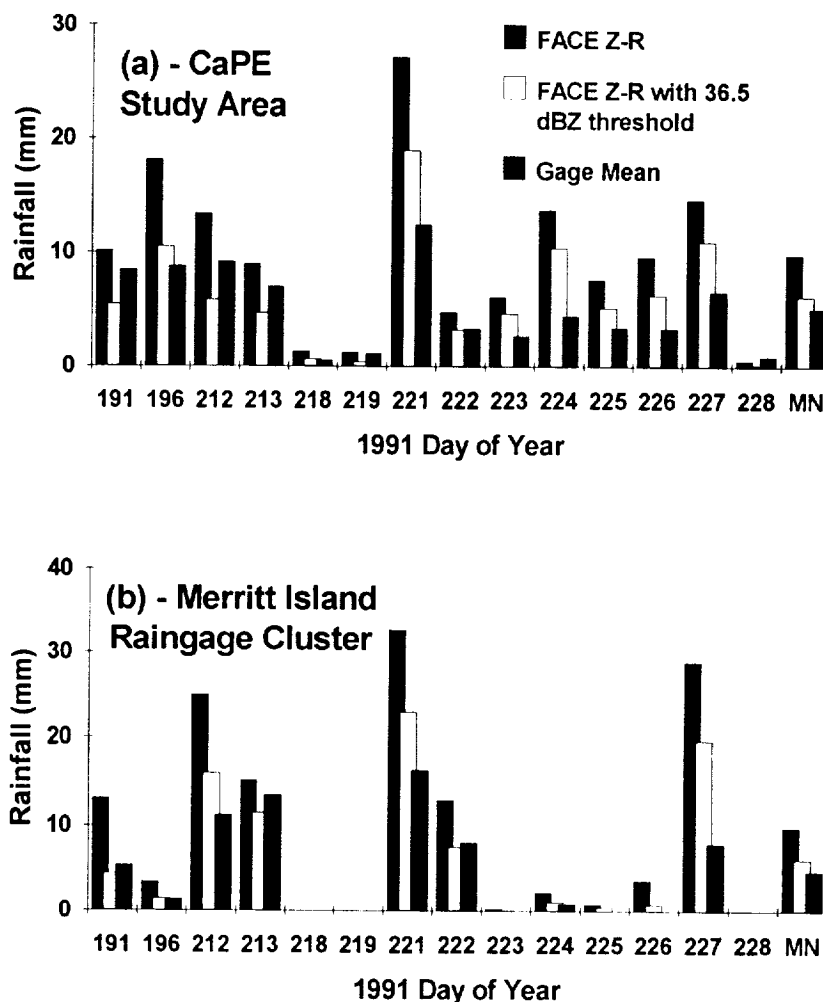 (a) - CaPE
Study Area
FACE Z-R
FACE Z-R with 36.5
dBZ threshold
Gage Mean
Rainfall (mm)
30
20
10
0
191 196 212 213 218 219 221 222 223 224 225 226 227 228 MN
1991 Day of Year
(b) - Merritt Island
Raingage Cluster
Rainfall (mm)
40
30
20
10
0
191 196 212 213 218 219 221 222 223 224 225 226 227 228 MN
1991 Day of Year